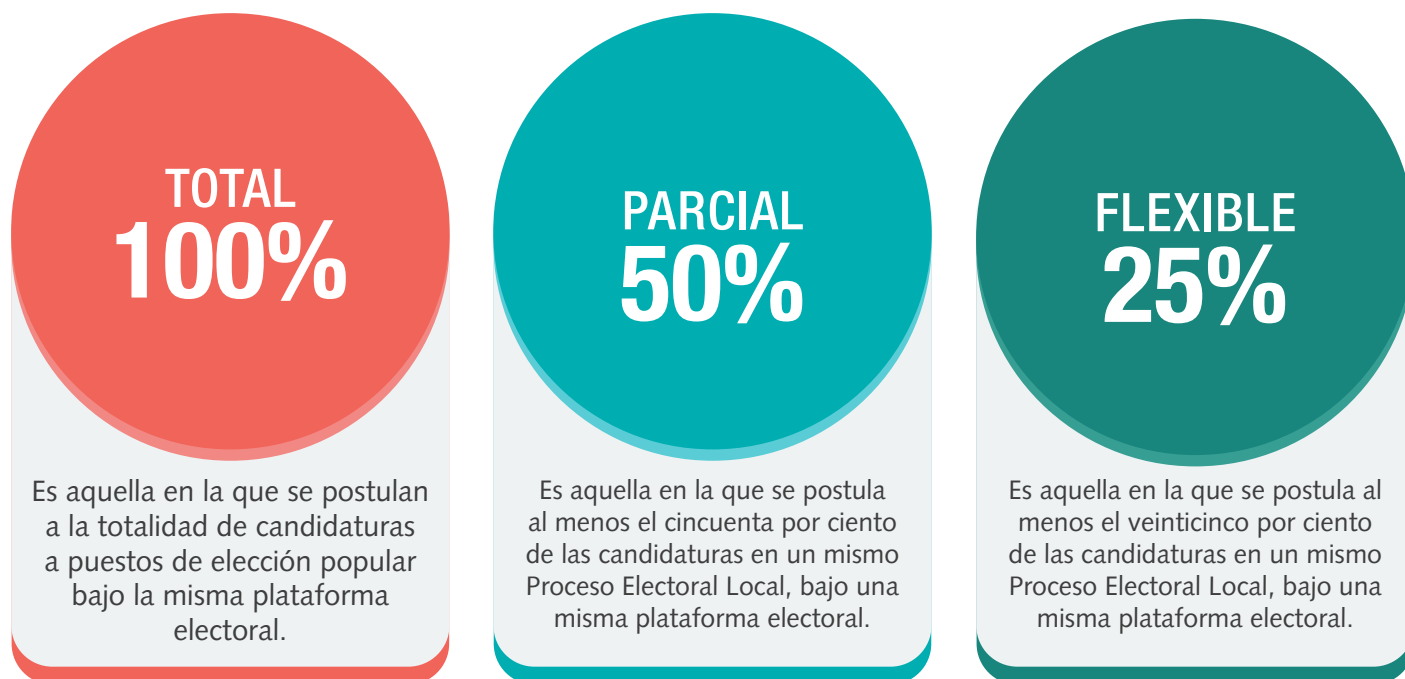 TOTAL
100%
Es aquella en la que se postulan
a la totalidad de candidaturas
a puestos de elección popular
bajo la misma plataforma
electoral.
PARCIAL
50%
Es aquella en la que se postula
al menos el cincuenta por ciento
de las candidaturas en un mismo
Proceso Electoral Local, bajo una
misma plataforma electoral.
FLEXIBLE
25%
Es aquella en la que se postula al
menos el veinticinco por ciento
de las candidaturas en un mismo
Proceso Electoral Local, bajo una
misma plataforma electoral.